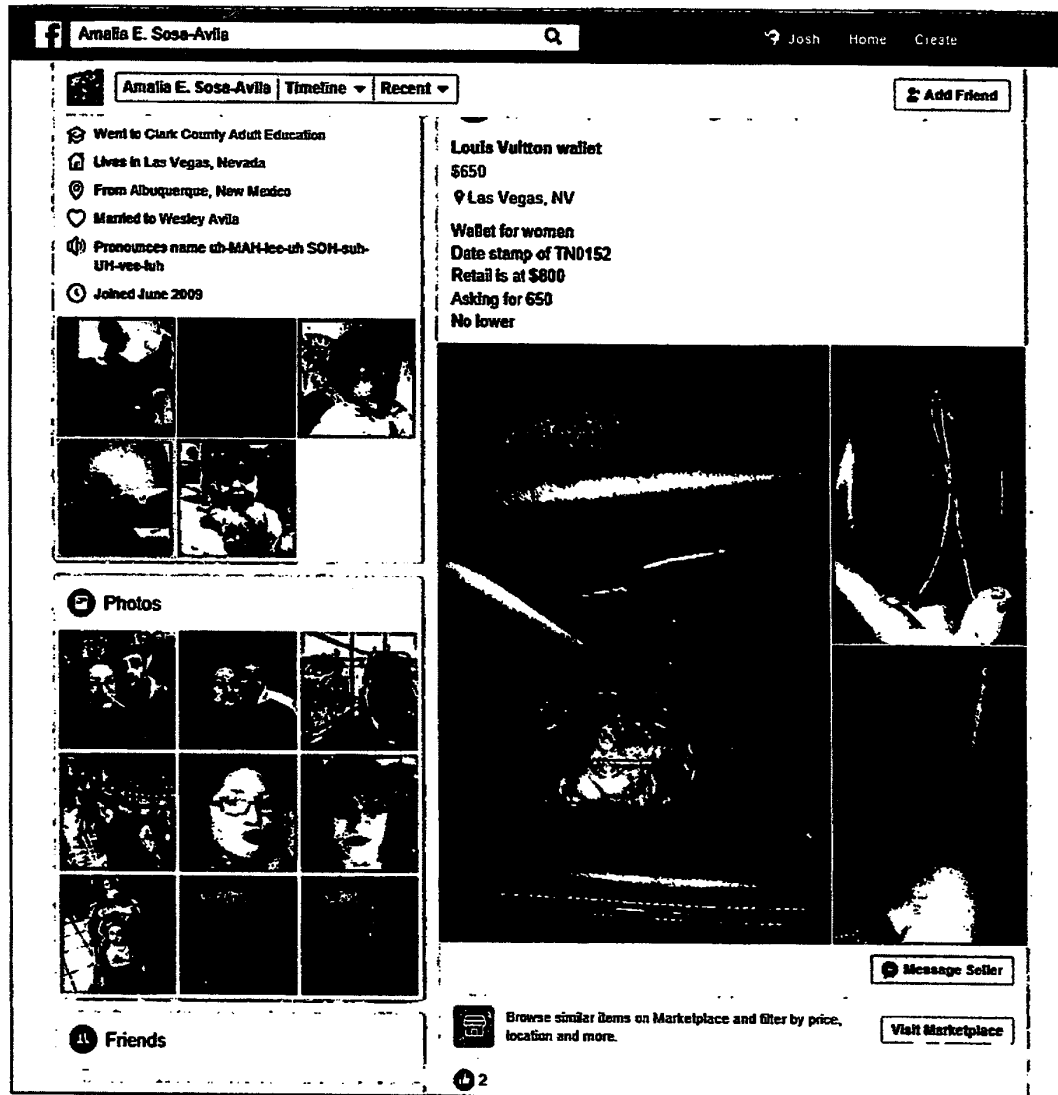 f Amalia E. Sosa-Avila
Josh Home Create
Amalia E. Sosa-Avila Timeline Recent
Add Friend
Went to Clark County Adult Education
Lives in Las Vegas, Nevada
From Albuquerque, New Mexico
Married to Wesley Avila
Pronounces name uh-MAH-lee-uh SOH-suh-
UH-vee-luh
Joined June 2009
Photos
Friends
Louis Vuitton wallet
$650
Las Vegas, NV
Wallet for women
Date stamp of TN0152
Retail is at $800
Asking for 650
No lower
Message Seller
Browse similar items on Marketplace and filter by price,
location and more.
Visit Marketplace
2